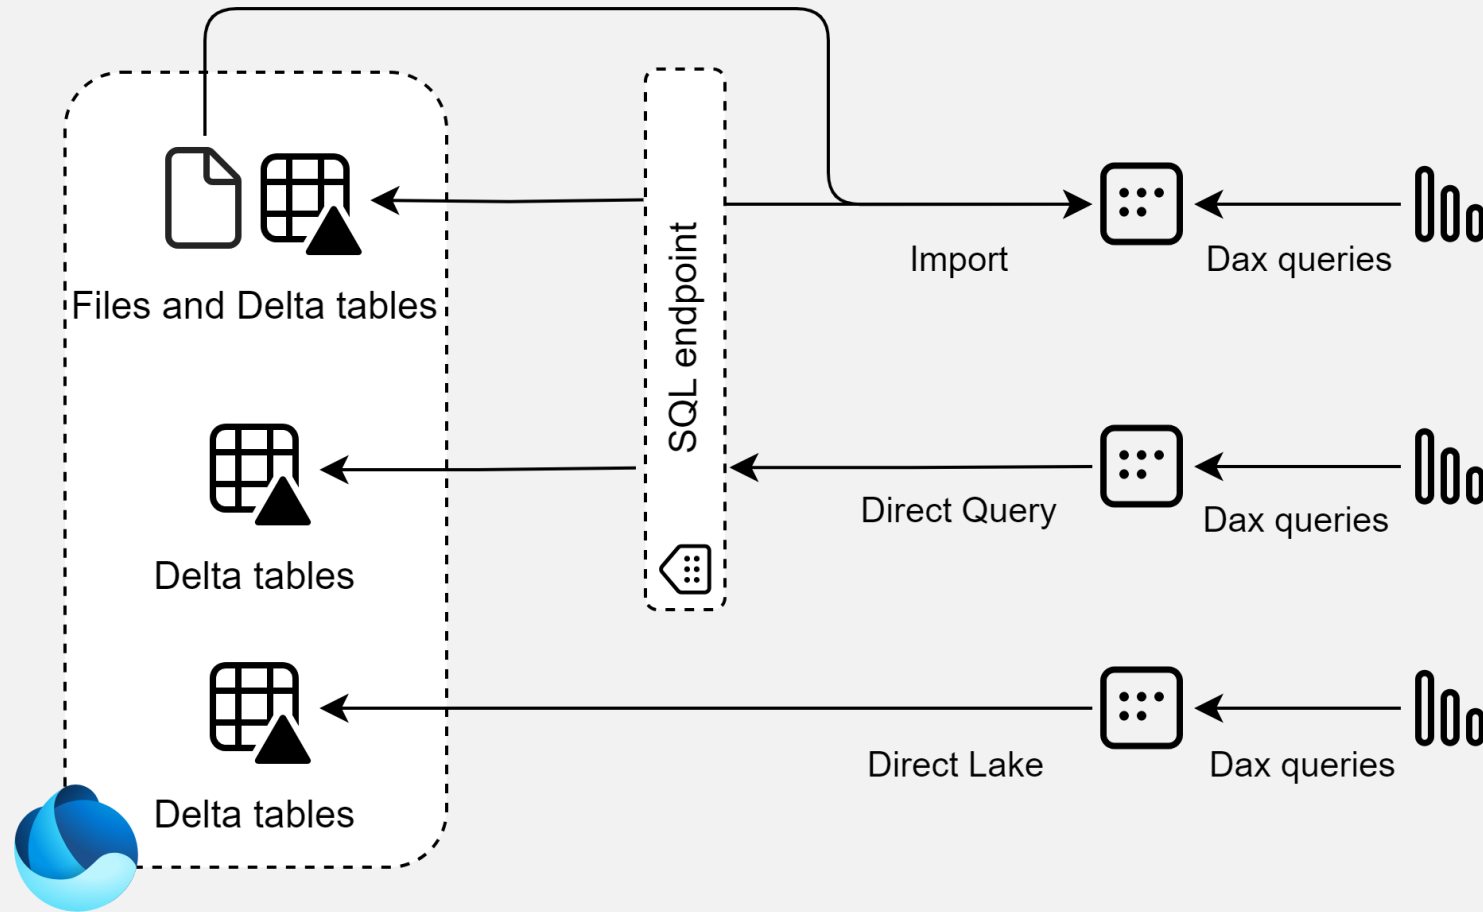 Files and Delta tables
SQL endpoint
Import
Dax queries
Delta tables
Direct Query
Dax queries
Delta tables
Direct Lake
Dax queries